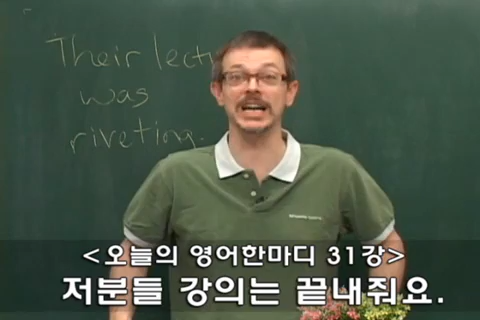 Their lect
was
riveting.
<오늘의 영어한마디 31강>
저분들 강의는 끝내줘요.